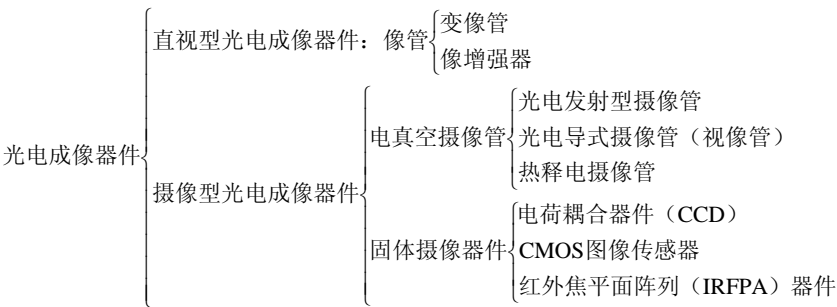 直视型光电成像器件：像管
变像管
像增强器
光电成像器件
摄像型光电成像器件
电真空摄像管
光电发射型摄像管
光电导式摄像管（视像管）
热释电摄像管
固体摄像器件
电荷耦合器件（CCD）
CMOS图像传感器
红外焦平面阵列（IRFPA）器件